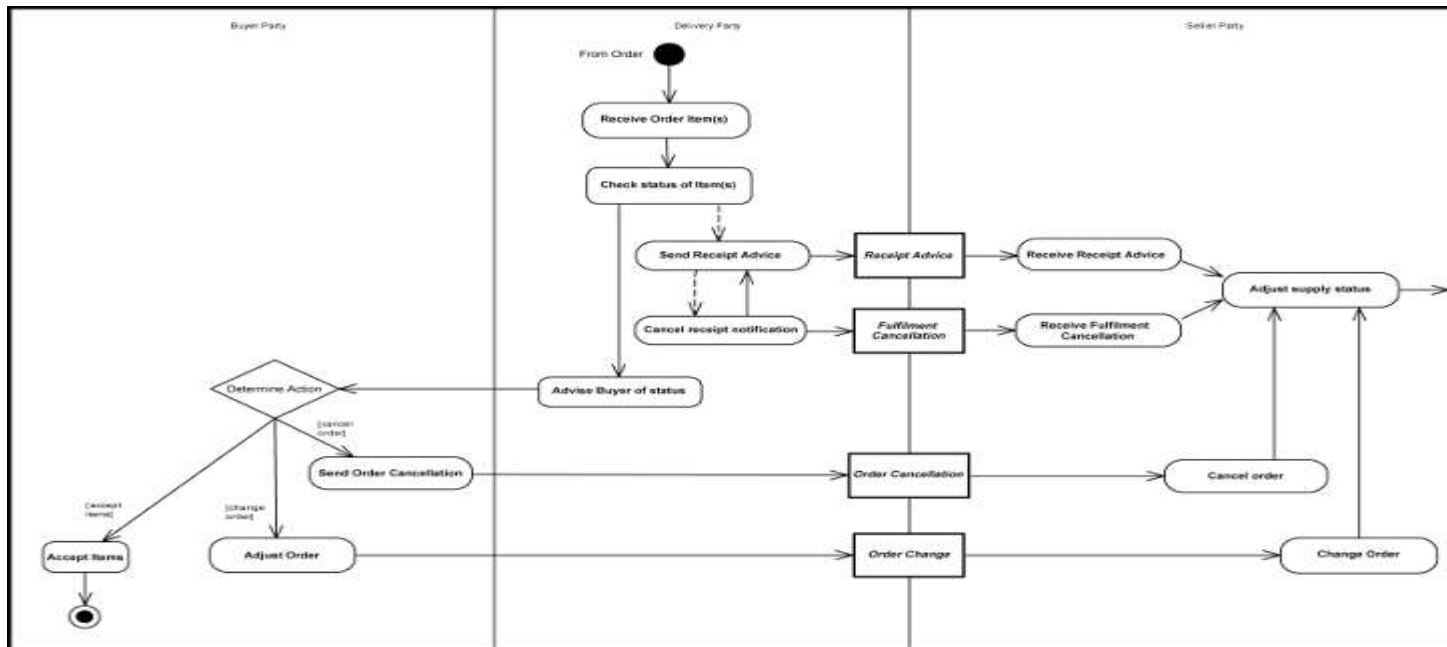 Buyer Party
Delivery Party
Seller Party
From Order
Receive Order Item(s)
Check status of Item(s)
Send Receipt Advice
Receipt Advice
Receive Receipt Advice
Adjust supply status
Cancel receipt notification
Fulfilment
Cancellation
Receive Fulfilment
Cancellation
Determine Action
Advise Buyer of status
[cancel
order]
Send Order Cancellation
Order Cancellation
Cancel order
[accept
items]
[change
order]
Accept Items
Adjust Order
Order Change
Change Order